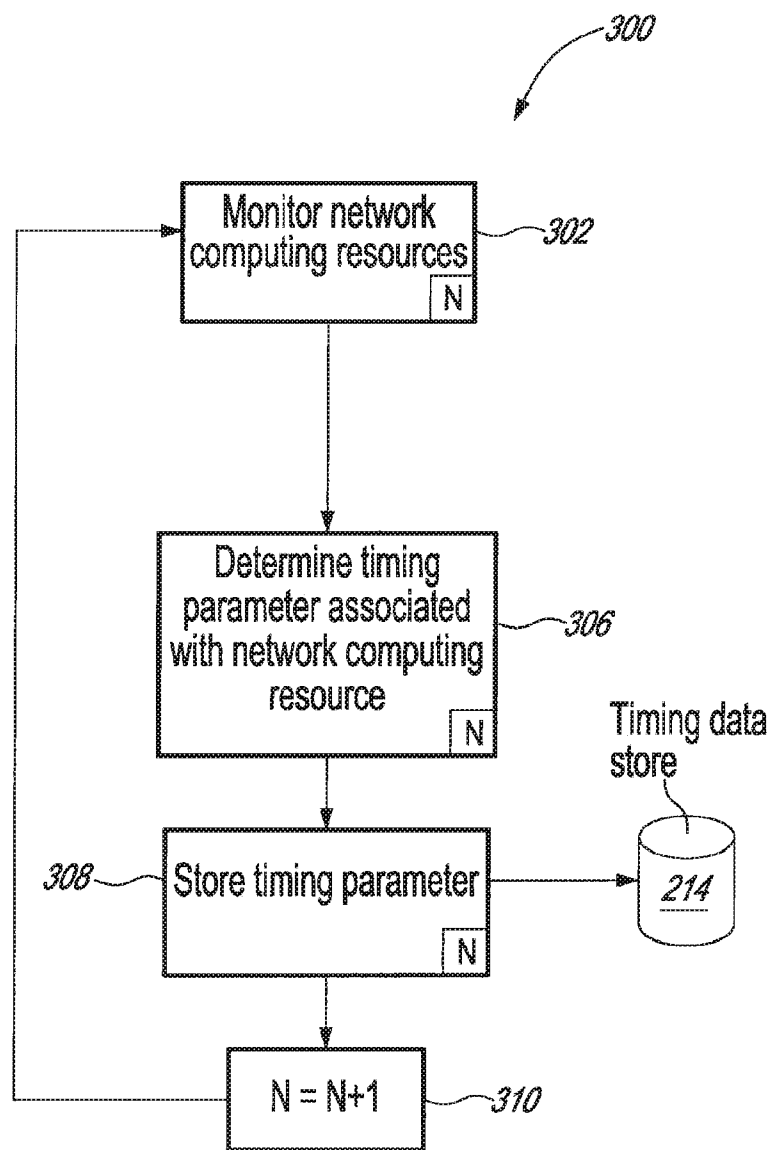 300
Monitor network
computing resources
N
302
Determine timing
parameter associated
with network computing
resource
N
306
Timing data
store
214
308
Store timing parameter
N
N = N+1
310